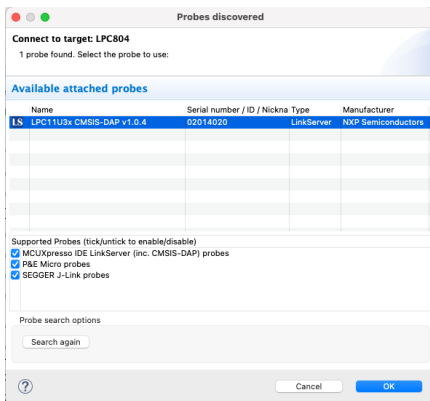 Probes discovered
Connect to target: LPC804
1 probe found. Select the probe to use:
Available attached probes
Name Serial number / ID / Nickna Type Manufacturer
LS LPC11U3x CMSIS-DAP v1.0.4 02014020 LinkServer NXP Semiconductors
Supported Probes (tick/untick to enable/disable)
MCUXpresso IDE LinkServer (inc. CMSIS-DAP) probes
P&E Micro probes
SEGGER J-Link probes
Probe search options
Search again
? Cancel OK